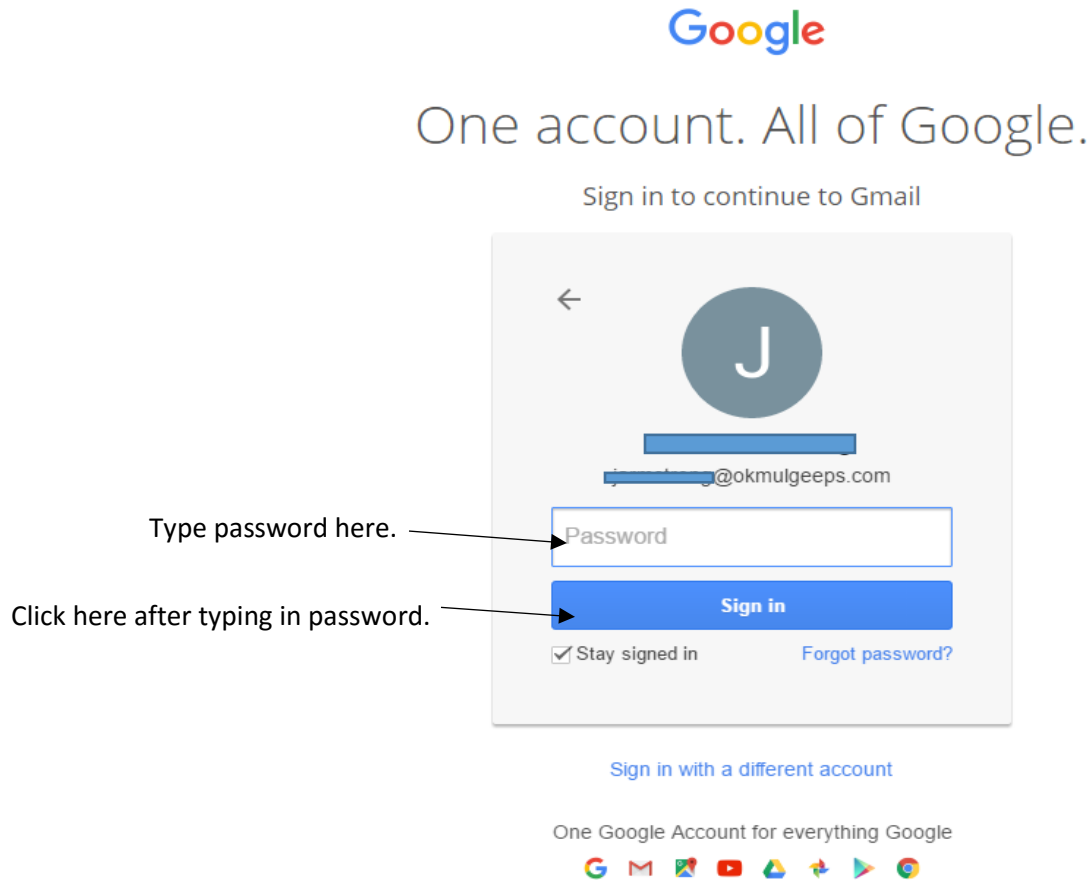 Google
One account. All of Google.
Sign in to continue to Gmail
J
@okmulgeeps.com
Type password here.
Password
Click here after typing in password.
Sign in
Stay signed in Forgot password?
Sign in with a different account
One Google Account for everything Google